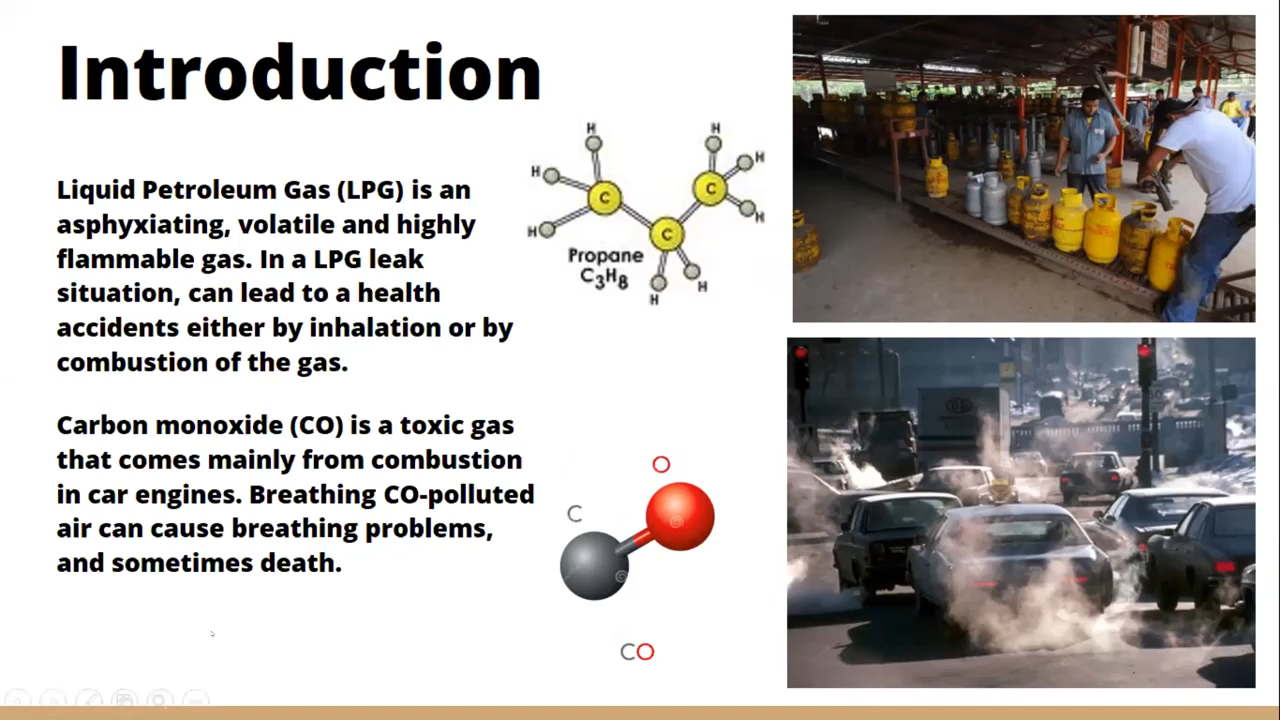 Introduction
Liquid Petroleum Gas (LPG) is an
asphyxiating, volatile and highly
flammable gas. In a LPG leak
situation, can lead to a health
accidents either by inhalation or by
combustion of the gas.
Carbon monoxide (CO) is a toxic gas
that comes mainly from combustion
in car engines. Breathing CO-polluted
air can cause breathing problems,
and sometimes death.
H
H
H
C
C
C
H
H
H
H
H
Propane
C₃H₈
O
C
CO